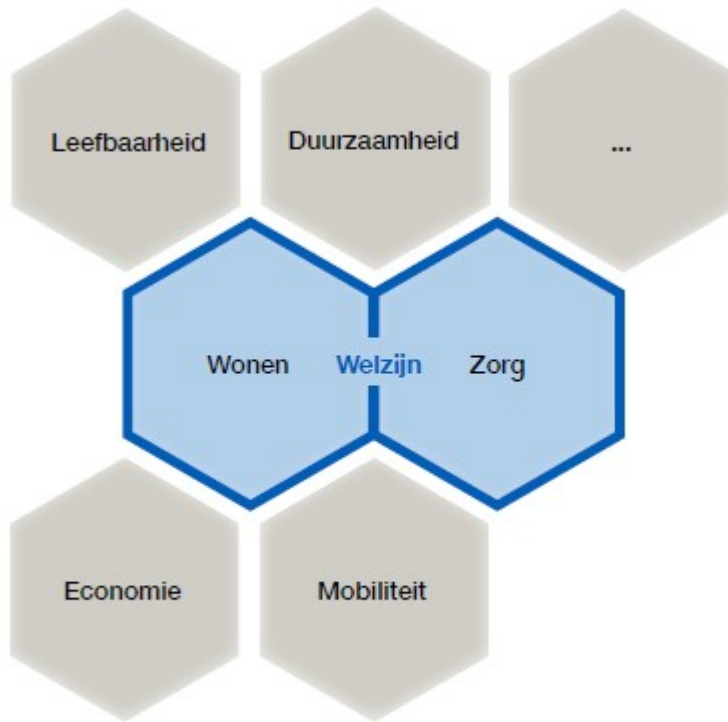 Leefbaarheid
Duurzaamheid
...
Wonen
Welzijn
Zorg
Economie
Mobiliteit